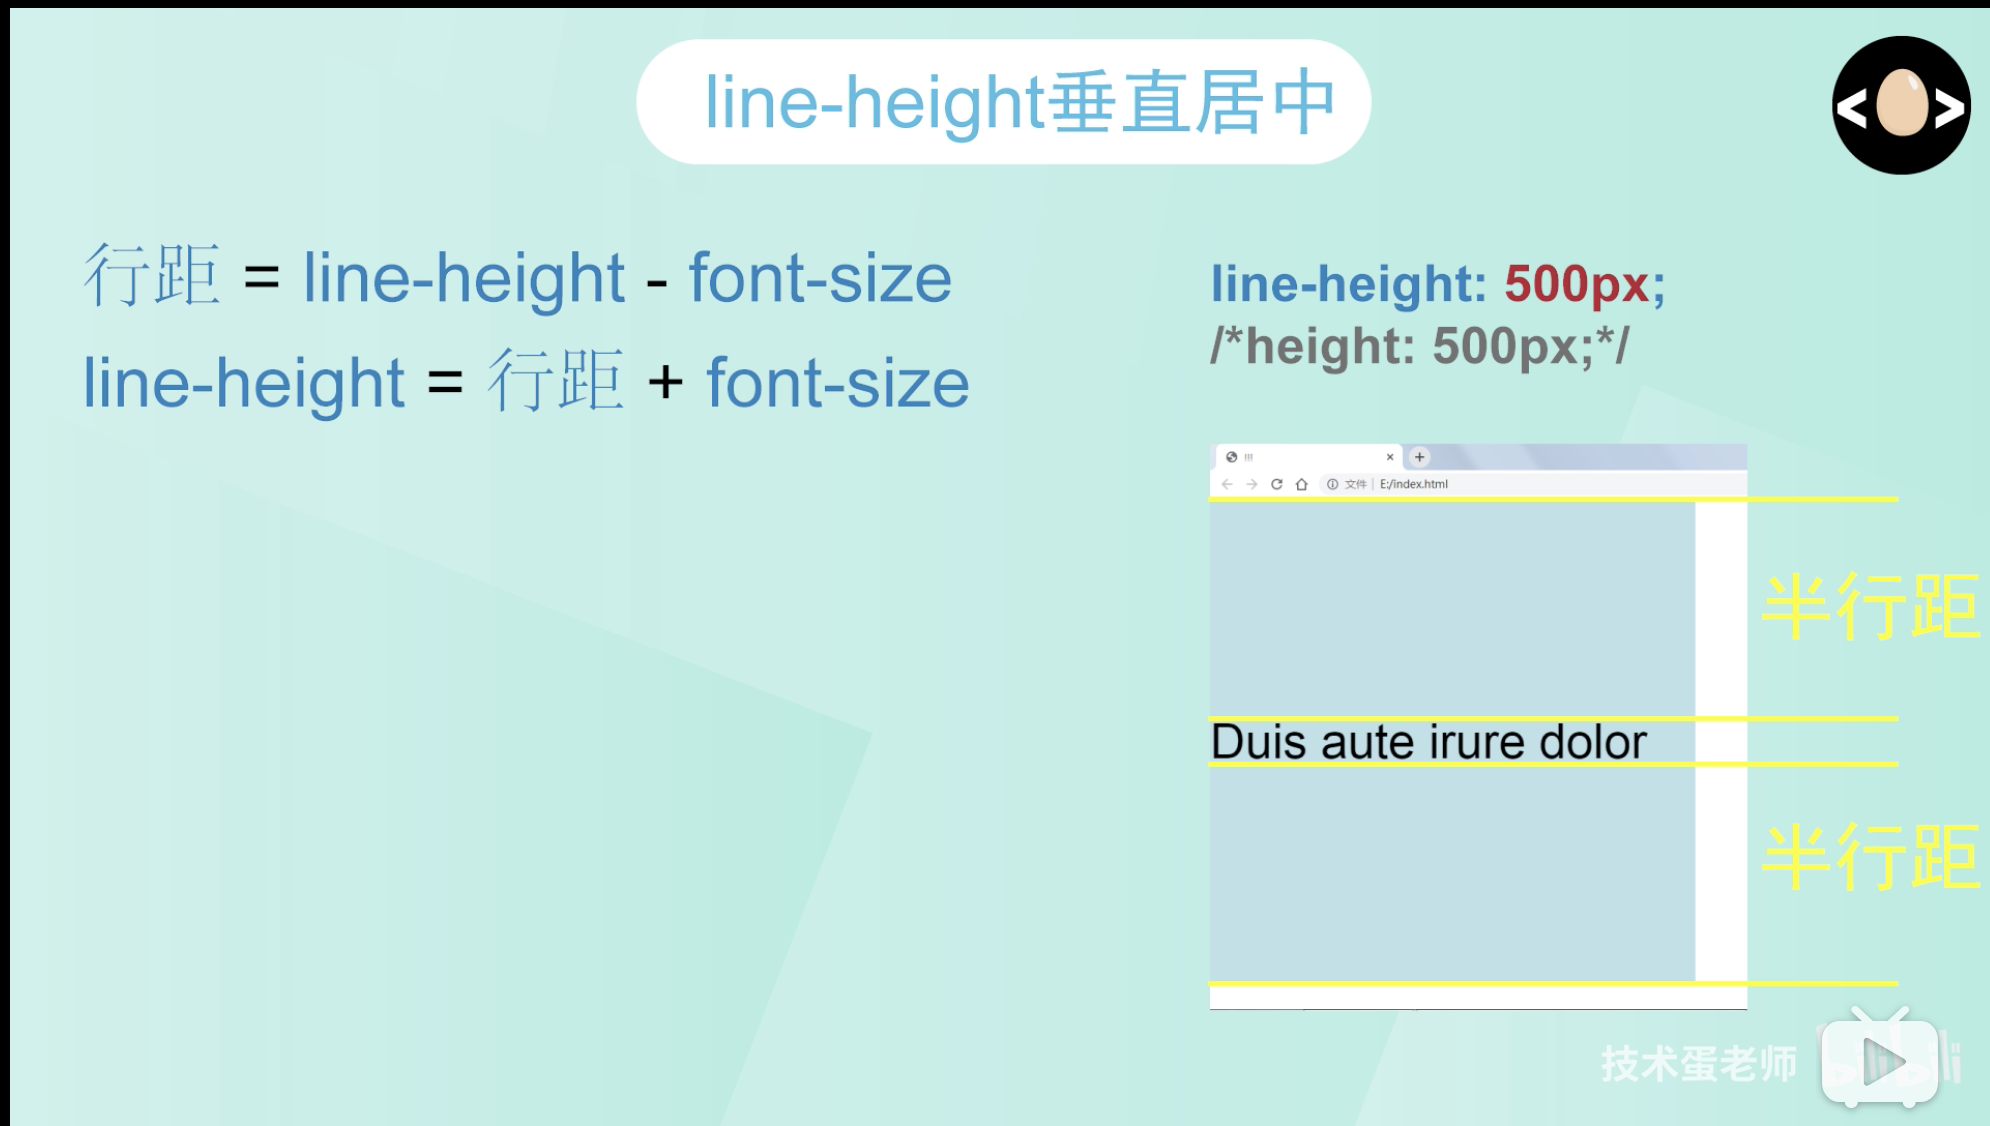 line-height垂直居中
行距 = line-height - font-size
line-height = 行距 + font-size
line-height: 500px;
/*height: 500px;*/
!!!
文件 | E:/index.html
半行距
Duis aute irure dolor
半行距
技术蛋老师 bilibili